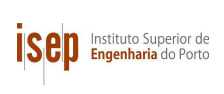 isep
Instituto Superior de
Engenharia do Porto